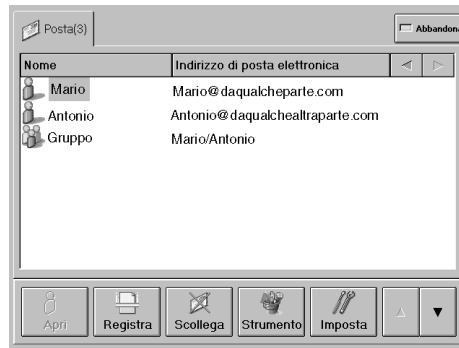 Posta(3)
Abbandon
Nome Indirizzo di posta elettronica
Mario Mario@daqualcheparte.com
Antonio Antonio@daqualchealtraparte.com
Gruppo Mario/Antonio
Apri Registra Scollega Strumento Imposta